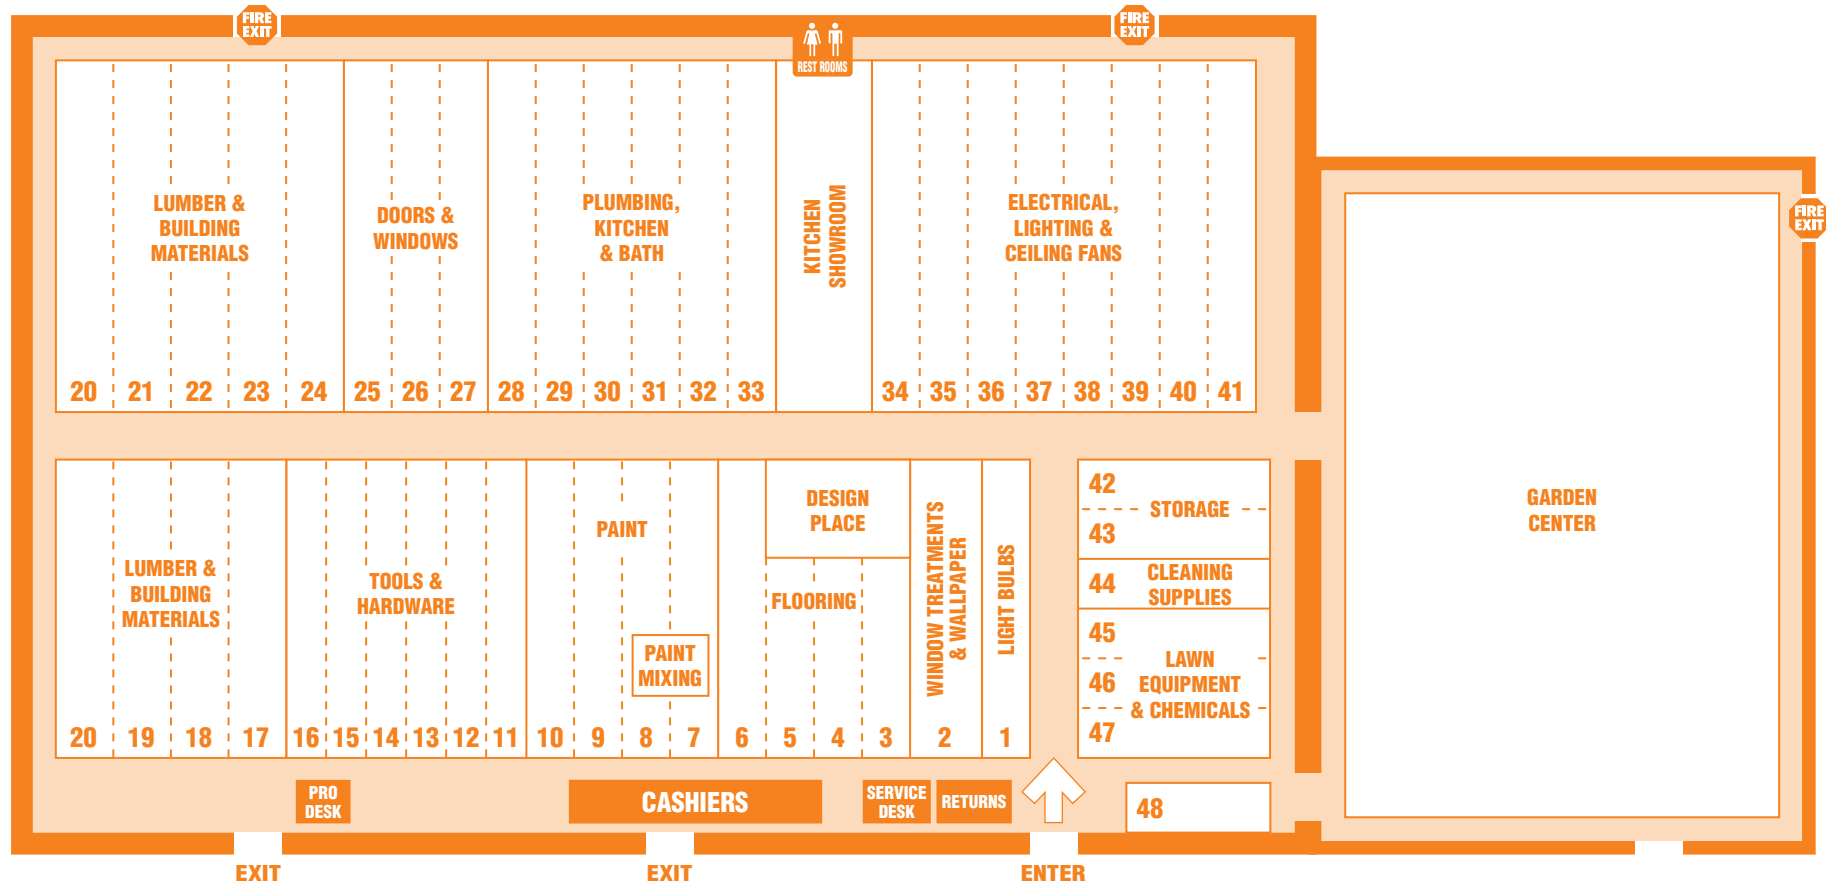 FIRE
EXIT
FIRE
EXIT
REST ROOMS
LUMBER &
BUILDING
MATERIALS
DOORS &
WINDOWS
PLUMBING,
KITCHEN
& BATH
KITCHEN
SHOWROOM
ELECTRICAL,
LIGHTING &
CEILING FANS
FIRE
EXIT
20 21 22 23 24 25 26 27 28 29 30 31 32 33 34 35 36 37 38 39 40 41
LUMBER &
BUILDING
MATERIALS
TOOLS &
HARDWARE
PAINT
PAINT
MIXING
DESIGN
PLACE
FLOORING
WINDOW TREATMENTS
& WALLPAPER
LIGHT BULBS
42
STORAGE
43
44
CLEANING
SUPPLIES
45
46
47
LAWN
EQUIPMENT
& CHEMICALS
GARDEN
CENTER
20 19 18 17 16 15 14 13 12 11 10 9 8 7 6 5 4 3 2 1
PRO
DESK
CASHIERS
SERVICE
DESK
RETURNS
48
EXIT
EXIT
ENTER